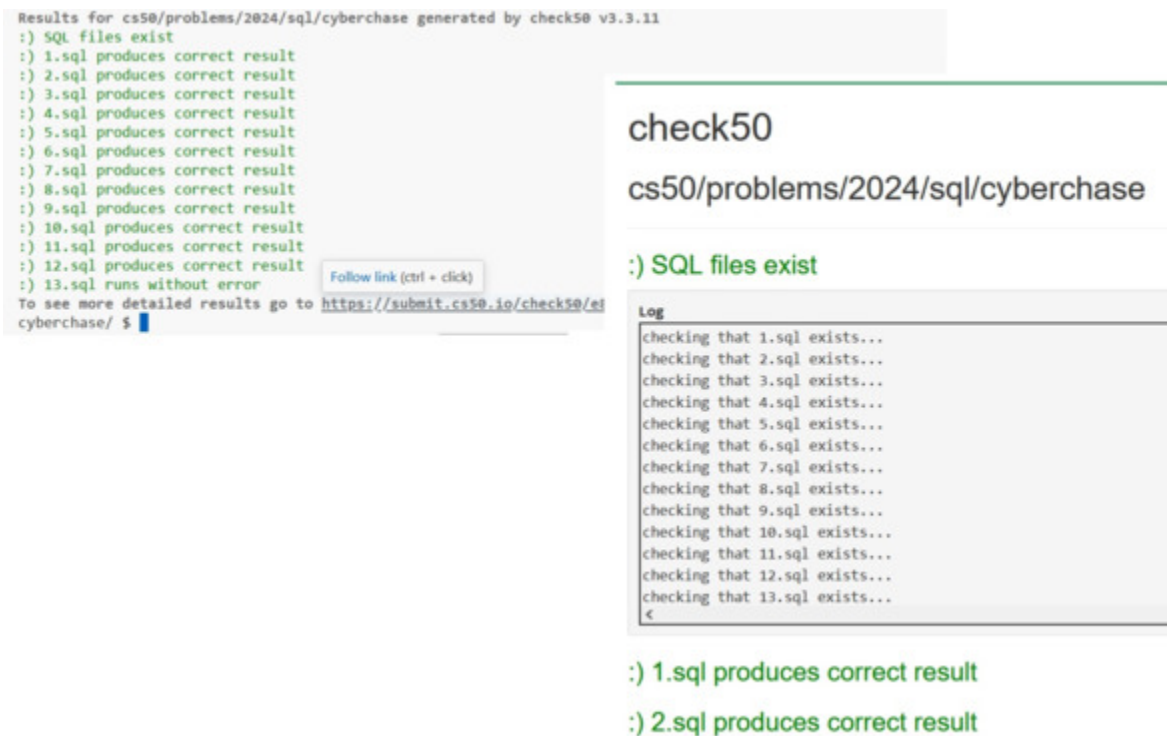 Results for cs50/problems/2024/sql/cyberchase generated by check50 v3.3.11
:) SQL files exist
:) 1.sql produces correct result
:) 2.sql produces correct result
:) 3.sql produces correct result
:) 4.sql produces correct result
:) 5.sql produces correct result
:) 6.sql produces correct result
:) 7.sql produces correct result
:) 8.sql produces correct result
:) 9.sql produces correct result
:) 10.sql produces correct result
:) 11.sql produces correct result
:) 12.sql produces correct result
:) 13.sql runs without error
Follow link (ctrl + click)
To see more detailed results go to https://submit.cs50.io/check50/e8
cyberchase/ $
check50
cs50/problems/2024/sql/cyberchase
:) SQL files exist
Log
checking that 1.sql exists...
checking that 2.sql exists...
checking that 3.sql exists...
checking that 4.sql exists...
checking that 5.sql exists...
checking that 6.sql exists...
checking that 7.sql exists...
checking that 8.sql exists...
checking that 9.sql exists...
checking that 10.sql exists...
checking that 11.sql exists...
checking that 12.sql exists...
checking that 13.sql exists...
<
:) 1.sql produces correct result
:) 2.sql produces correct result